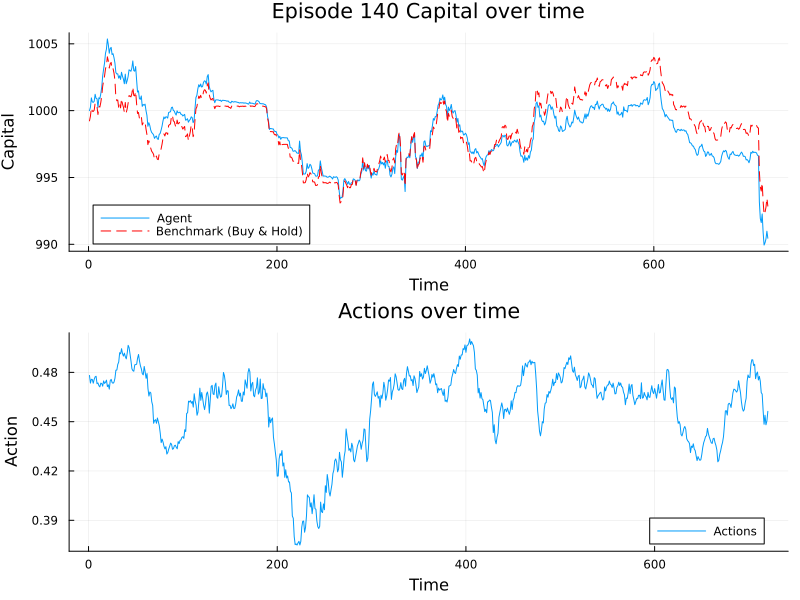 Episode 140 Capital over time
1005
1000
995
990
Capital
Agent
Benchmark (Buy & Hold)
0
200
400
600
Time
Actions over time
0.48
0.45
0.42
0.39
Action
Actions
0
200
400
600
Time